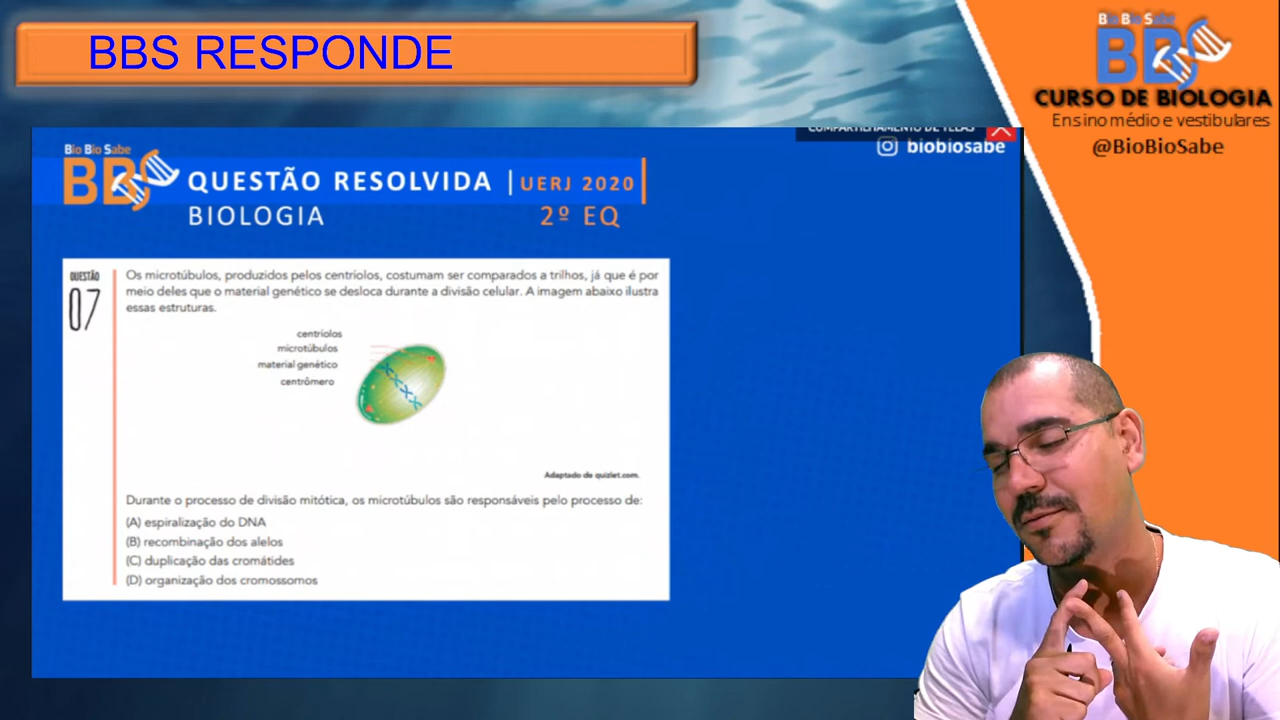 BBS RESPONDE
Bio Bio Sabe
BBS
CURSO DE BIOLOGIA
Ensino médio e vestibulares
@BioBioSabe
COMPARTILHAMENTO DE TELAS
biobiosabe
Bio Bio Sabe
BBS
QUESTÃO RESOLVIDA | UERJ 2020
BIOLOGIA 2º EQ
QUESTÃO
07
Os microtúbulos, produzidos pelos centríolos, costumam ser comparados a trilhos, já que é por
meio deles que o material genético se desloca durante a divisão celular. A imagem abaixo ilustra
essas estruturas.
centríolos
microtúbulos
material genético
centrômero
Adaptado de quizlet.com.
Durante o processo de divisão mitótica, os microtúbulos são responsáveis pelo processo de:
(A) espiralização do DNA
(B) recombinação dos alelos
(C) duplicação das cromátides
(D) organização dos cromossomos